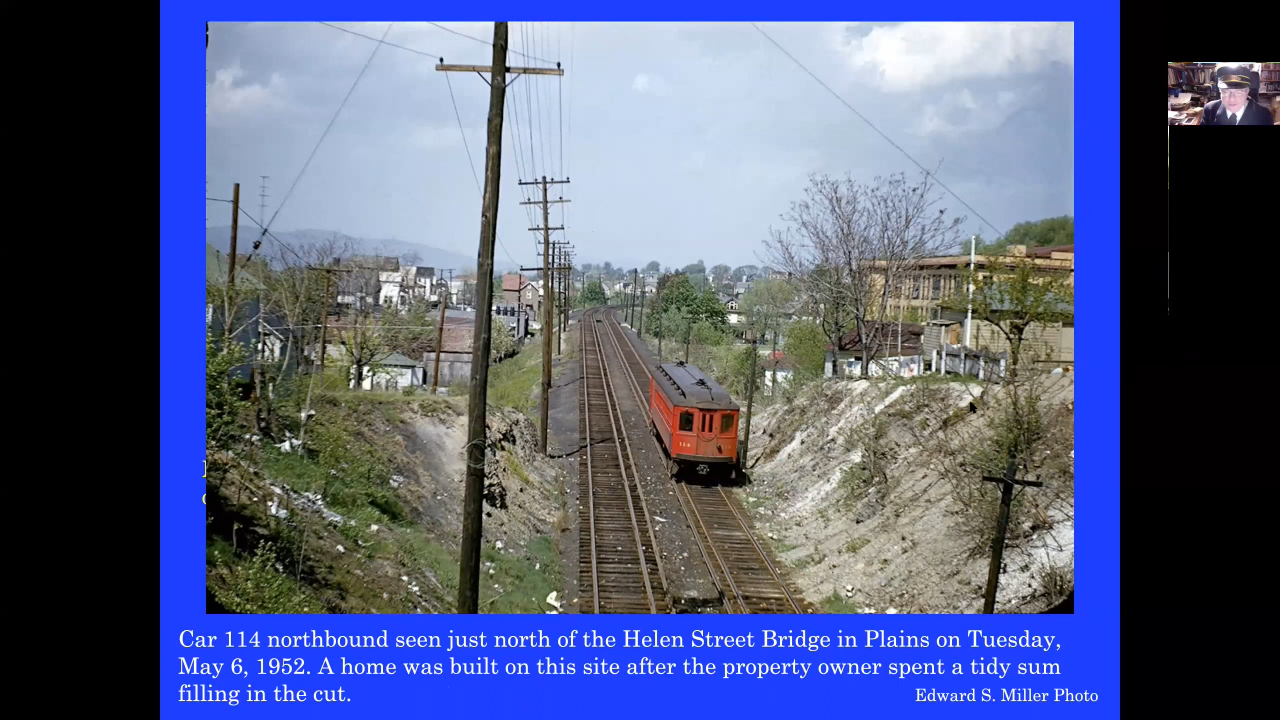 114
Car 114 northbound seen just north of the Helen Street Bridge in Plains on Tuesday,
May 6, 1952. A home was built on this site after the property owner spent a tidy sum
filling in the cut.
Edward S. Miller Photo